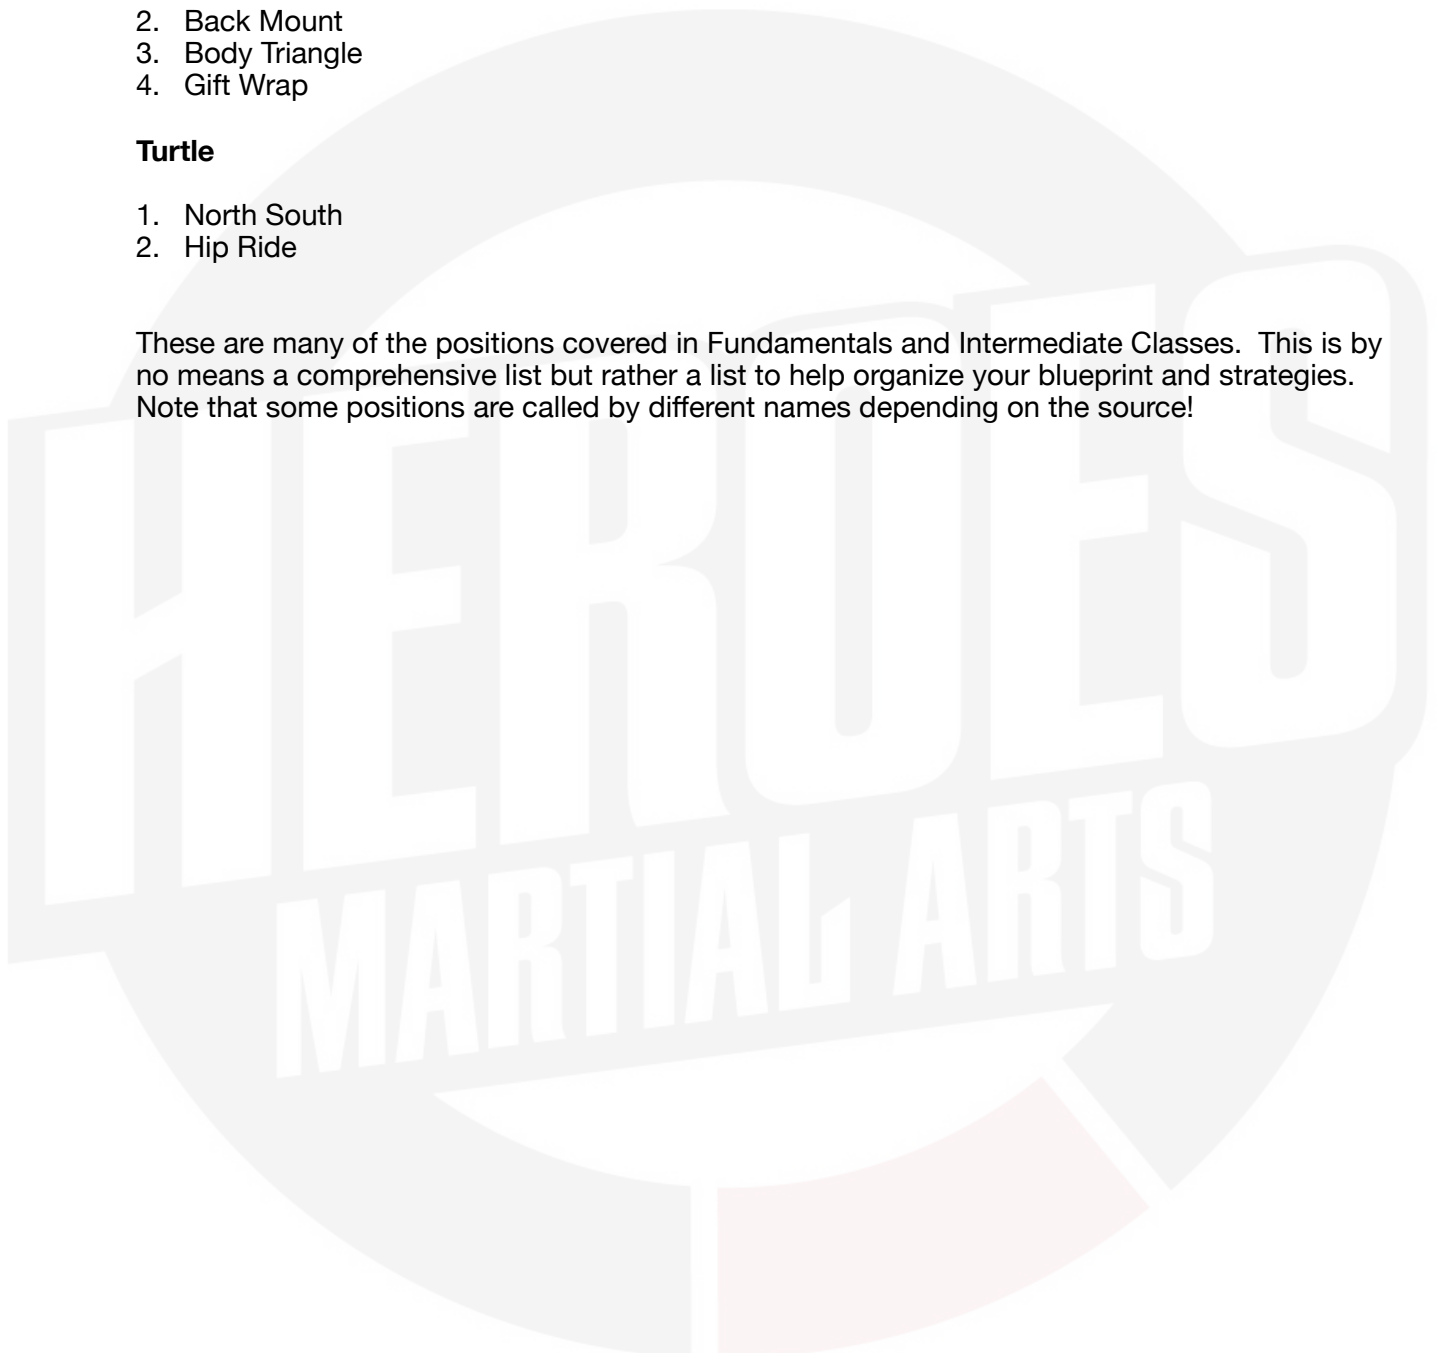 2. Back Mount
3. Body Triangle
4. Gift Wrap
Turtle
1. North South
2. Hip Ride
These are many of the positions covered in Fundamentals and Intermediate Classes.  This is by
no means a comprehensive list but rather a list to help organize your blueprint and strategies.
Note that some positions are called by different names depending on the source!
HEROES
MARTIAL ARTS